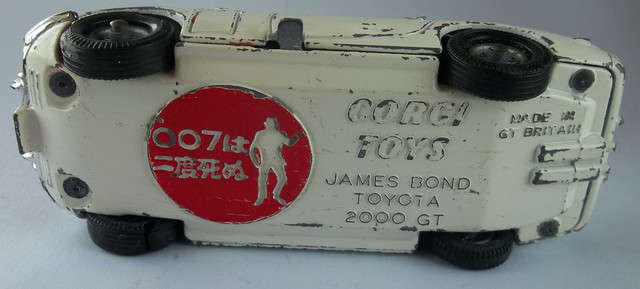 007は
二度死ぬ
CORGI
TOYS
JAMES BOND
TOYOTA
2000 GT
MADE IN
GT BRITAIN